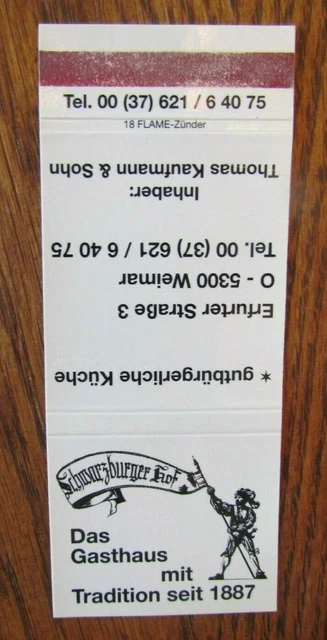 Tel. 00 (37) 621 / 6 40 75
18 FLAME-Zünder
* gutbürgerliche Küche
Erfurter Straße 3
O - 5300 Weimar
Tel. 00 (37) 621 / 6 40 75
Inhaber:
Thomas Kaufmann & Sohn
Schwarzburger Hof
Das
Gasthaus
mit
Tradition seit 1887